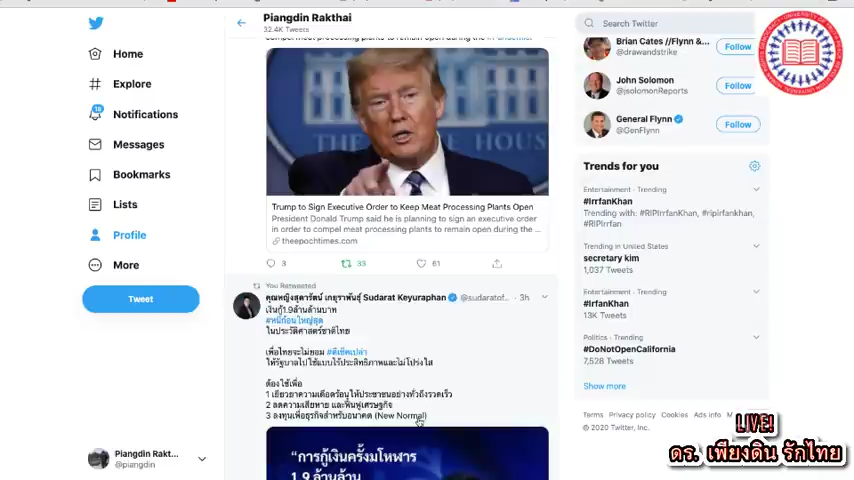 Home
Explore
18
Notifications
Messages
Bookmarks
Lists
Profile
More
Tweet
Piangdin Rakt...
@piangdin
Piangdin Rakthai
32.4K Tweets
THE WHITE HOUSE
Trump to Sign Executive Order to Keep Meat Processing Plants Open
President Donald Trump said he is planning to sign an executive order
in order to compel meat processing plants to remain open during the ...
theepochtimes.com
3
33
61
You Retweeted
คุณหญิงสุดารัตน์ เกยุราพันธุ์ Sudarat Keyuraphan @sudaratof... · 3h
เงินกู้1.9ล้านล้านบาท
#หนี้ก้อนใหญ่สุด
ในประวัติศาสตร์ชาติไทย
เพื่อไทยจะไม่ยอม #ตีเช็คเปล่า
ให้รัฐบาลไปใช้แบบไร้ประสิทธิภาพและไม่โปร่งใส
ต้องใช้เพื่อ
1 เยียวยาความเดือดร้อนให้ประชาชนอย่างทั่วถึงรวดเร็ว
2 ลดความเสียหาย และฟื้นฟูเศรษฐกิจ
3 ลงทุนเพื่อธุรกิจสำหรับอนาคต (New Normal)
“การกู้เงินครั้งมโหฬาร
1.9 ล้านล้าน
Search Twitter
Brian Cates //Flynn &...
@drawandstrike
Follow
John Solomon
@jsolomonReports
Follow
General Flynn
@GenFlynn
Follow
Trends for you
Entertainment · Trending
#IrrfanKhan
Trending with: #RIPIrrfanKhan, #ripirfankhan,
#RIPIrrfan
Trending in United States
secretary kim
1,037 Tweets
Entertainment · Trending
#IrfanKhan
13K Tweets
Politics · Trending
#DoNotOpenCalifornia
7,528 Tweets
Show more
Terms Privacy policy Cookies Ads info
© 2020 Twitter, Inc.
LIVE!
ดร. เพียงดิน รักไทย